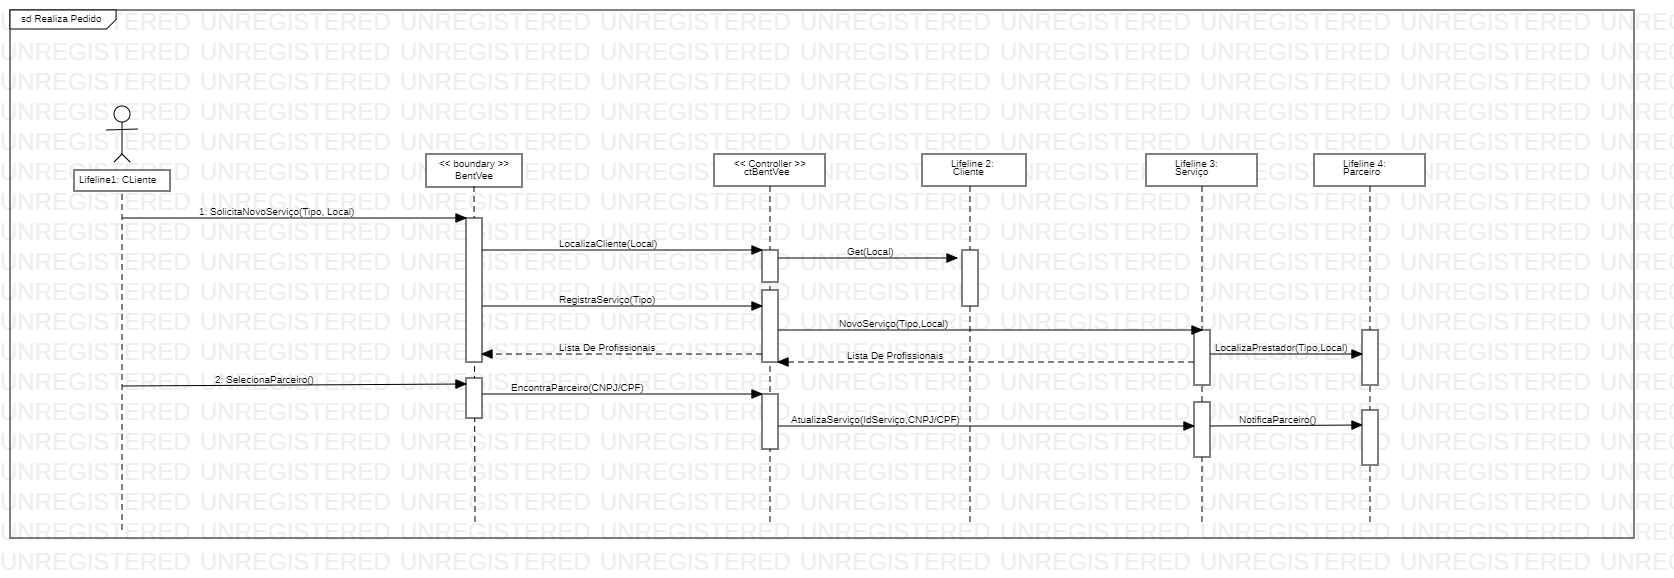 sd Realiza Pedido
Lifeline1: CLiente
<< boundary >>
BentVee
<< Controller >>
ctBentVee
Lifeline 2:
Cliente
Lifeline 3:
Serviço
Lifeline 4:
Parceiro
1: SolicitaNovoServiço(Tipo, Local)
LocalizaCliente(Local)
Get(Local)
RegistraServiço(Tipo)
NovoServiço(Tipo,Local)
Lista De Profissionais
Lista De Profissionais
LocalizaPrestador(Tipo,Local)
2: SelecionaParceiro()
EncontraParceiro(CNPJ/CPF)
AtualizaServiço(IdServiço,CNPJ/CPF)
NotificaParceiro()
UNREGISTERED UNREGISTERED UNREGISTERED UNREGISTERED UNREGISTERED UNREGISTERED UNREGISTERED UNREGISTERED